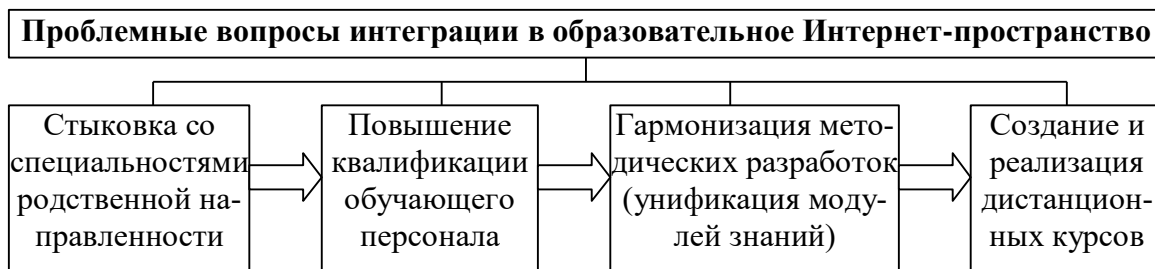 Проблемные вопросы интеграции в образовательное Интернет-пространство
Стыковка со
специальностями
родственной на-
правленности
Повышение
квалификации
обучающего
персонала
Гармонизация мето-
дических разработок
(унификация моду-
лей знаний)
Создание и
реализация
дистанцион-
ных курсов